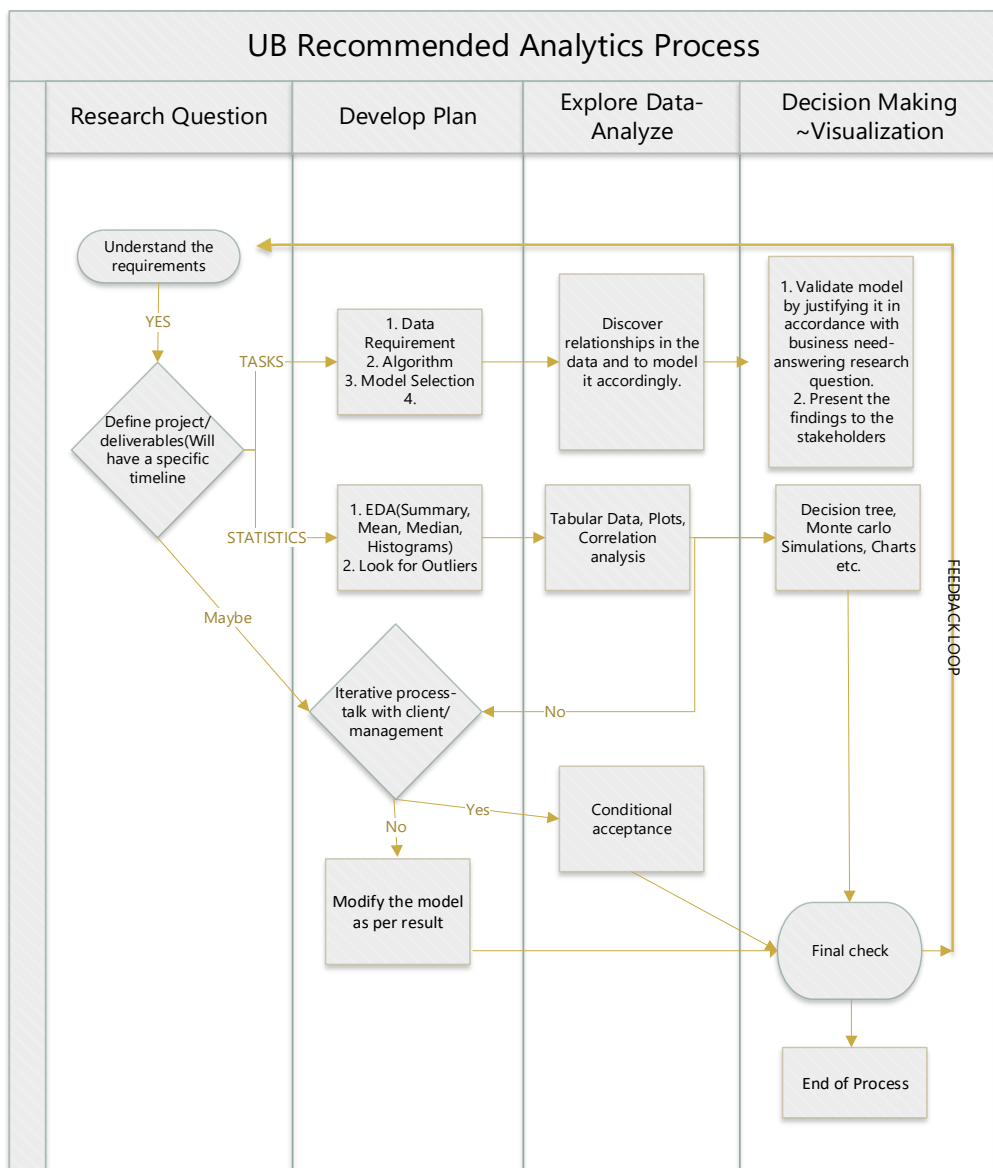 UB Recommended Analytics Process
Research Question
Develop Plan
Explore Data-
Analyze
Decision Making
~Visualization
Understand the
requirements
YES
Define project/
deliverables(Will
have a specific
timeline
TASKS
1. Data
Requirement
2. Algorithm
3. Model Selection
4.
Discover
relationships in the
data and to model
it accordingly.
1. Validate model
by justifying it in
accordance with
business need-
answering research
question.
2. Present the
findings to the
stakeholders
STATISTICS
1. EDA(Summary,
Mean, Median,
Histograms)
2. Look for Outliers
Tabular Data, Plots,
Correlation
analysis
Decision tree,
Monte carlo
Simulations, Charts
etc.
FEEDBACK LOOP
Maybe
Iterative process-
talk with client/
management
No
Yes
Conditional
acceptance
No
Modify the model
as per result
Final check
End of Process